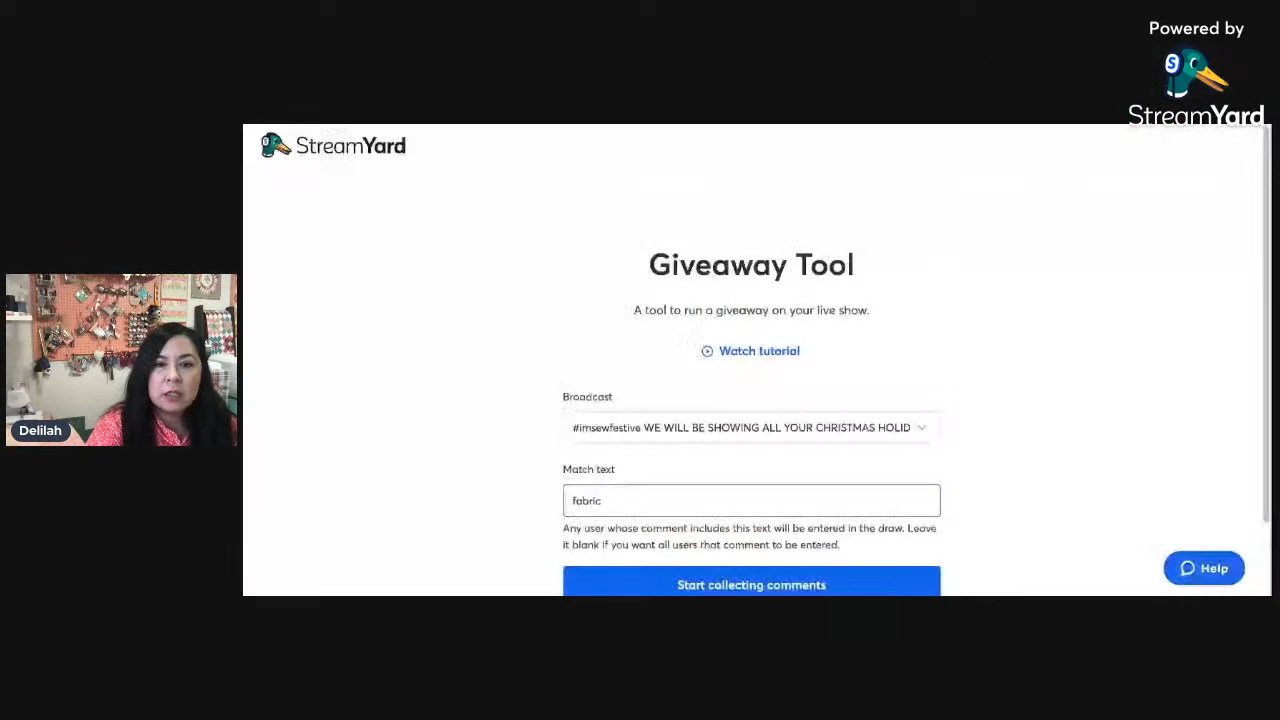 Powered by
S
StreamYard
StreamYard
Giveaway Tool
A tool to run a giveaway on your live show.
Watch tutorial
Broadcast
#imsewfestive WE WILL BE SHOWING ALL YOUR CHRISTMAS HOLID
Match text
fabric
Any user whose comment includes this text will be entered in the draw. Leave
it blank if you want all users that comment to be entered.
Start collecting comments
Help
Delilah